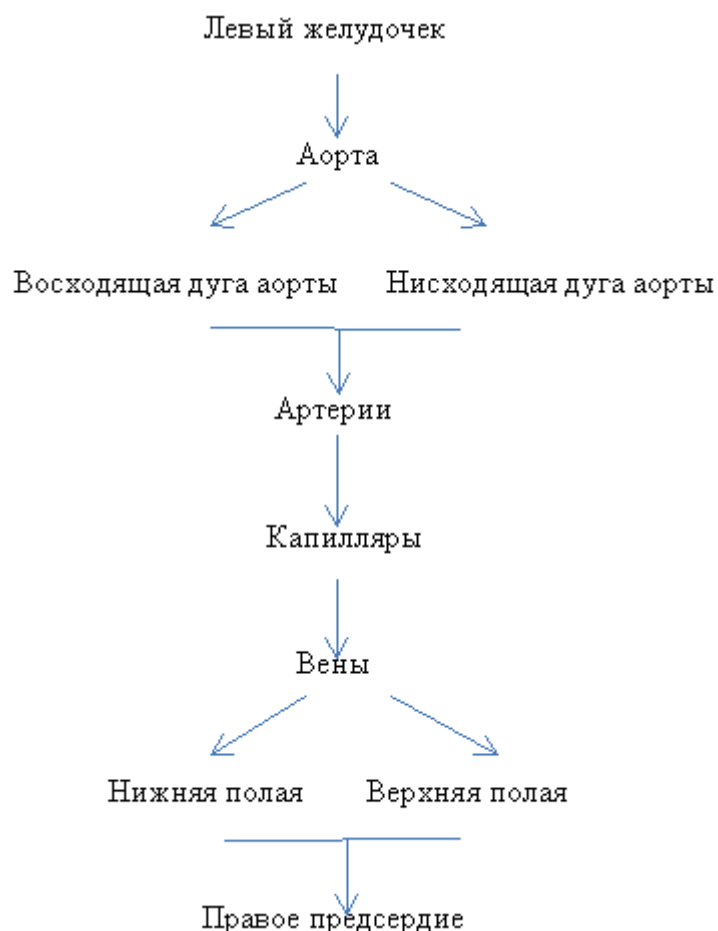 Левый желудочек
Аорта
Восходящая дуга аорты Нисходящая дуга аорты
Артерии
Капилляры
Вены
Нижняя полая Верхняя полая
Правое предсердие